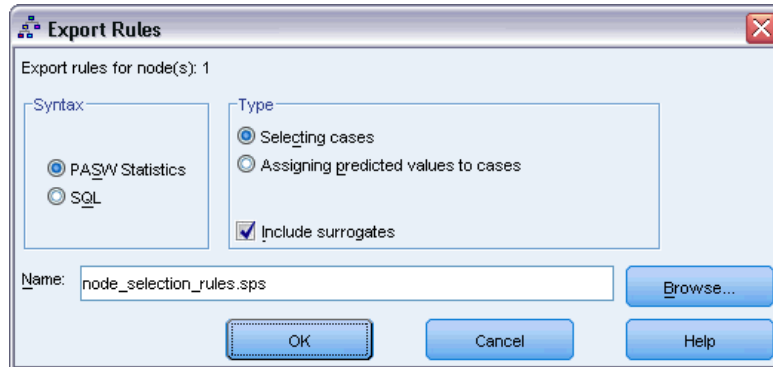 Export Rules
Export rules for node(s): 1
Syntax
PASW Statistics
SQL
Type
Selecting cases
Assigning predicted values to cases
Include surrogates
Name: node_selection_rules.sps
Browse...
OK
Cancel
Help